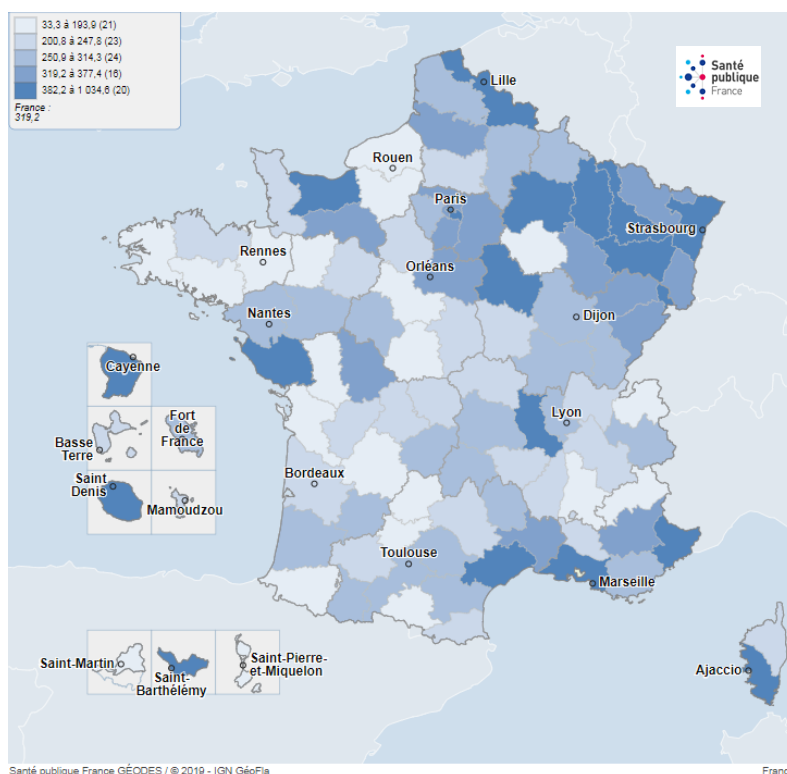 33,3 à 193,9 (21)
200,8 à 247,8 (23)
250,9 à 314,3 (24)
319,2 à 377,4 (16)
382,2 à 1 034,6 (20)
France :
319,2
Santé
publique
France
Lille
Rouen
Paris
Strasbourg
Rennes
Orléans
Nantes
Dijon
Cayenne
Lyon
Basse
Terre
Fort
de
France
Bordeaux
Saint
Denis
Mamoudzou
Toulouse
Marseille
Saint-Martin
Saint-
Barthélémy
Saint-Pierre-
et-Miquelon
Ajaccio
Santé publique France GÉODES / © 2019 - IGN GéoFla
Franc